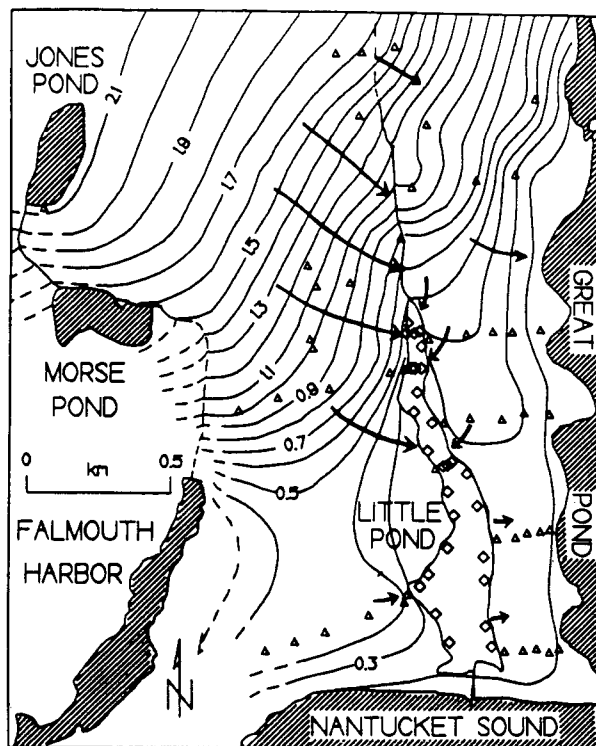 JONES
POND
2.1
1.9
1.7
1.5
1.3
1.1
0.9
0.7
0.5
0.3
MORSE
POND
0
0.5
km
FALMOUTH
HARBOR
LITTLE
POND
GREAT
POND
N
NANTUCKET SOUND